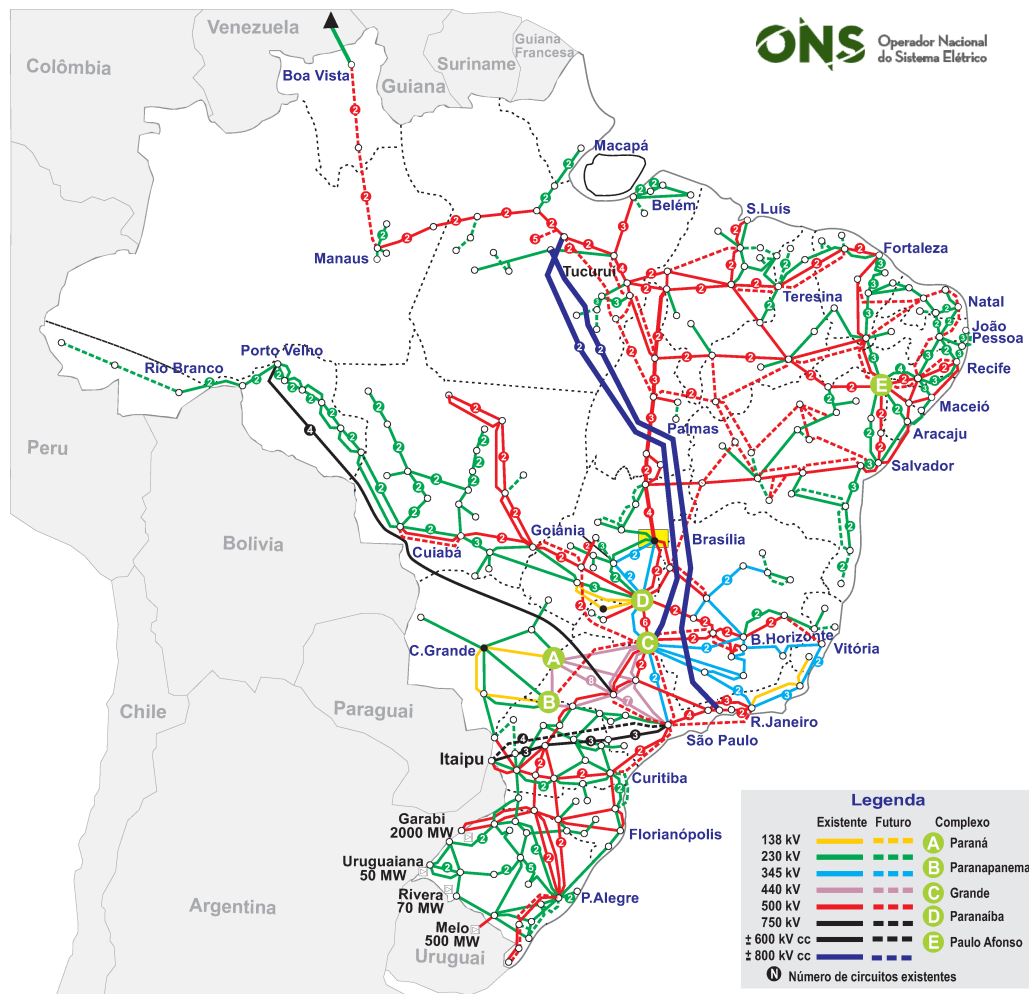 Venezuela
Guiana
Francesa
ONS
Operador Nacional
do Sistema Elétrico
Colômbia
Suriname
Boa Vista
Guiana
Macapá
Belém
S.Luis
Manaus
Tucuruí
Fortaleza
Teresina
Natal
João
Pessoa
Porto Velho
Rio Branco
Recife
E
Maceió
Palmas
Aracaju
Peru
Salvador
Goiânia
Brasília
Bolivia
Cuiabá
D
C
B.Horizonte
Vitória
C.Grande
A
B
Chile
Paraguai
R.Janeiro
São Paulo
Itaipu
Curitiba
Garabi
2000 MW
Florianópolis
Uruguaiana
50 MW
Rivera
70 MW
P.Alegre
Argentina
Melo
500 MW
Uruguai
Legenda
Existente Futuro Complexo
138 kV A Paraná
230 kV
345 kV B Paranapanema
440 kV C Grande
500 kV
750 kV D Paranaíba
± 600 kV cc E Paulo Afonso
± 800 kV cc
N Número de circuitos existentes